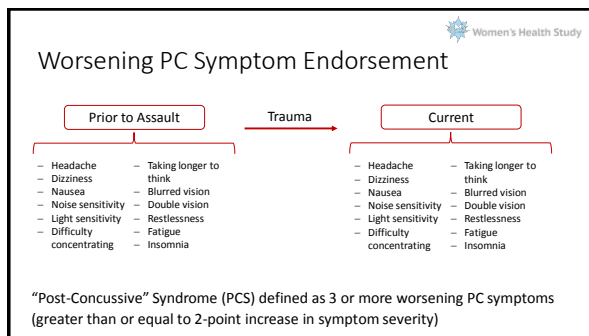 Women's Health Study
Worsening PC Symptom Endorsement
Prior to Assault
Trauma
Current
– Headache
– Dizziness
– Nausea
– Noise sensitivity
– Light sensitivity
– Difficulty
concentrating
– Taking longer to
think
– Blurred vision
– Double vision
– Restlessness
– Fatigue
– Insomnia
– Headache
– Dizziness
– Nausea
– Noise sensitivity
– Light sensitivity
– Difficulty
concentrating
– Taking longer to
think
– Blurred vision
– Double vision
– Restlessness
– Fatigue
– Insomnia
“Post-Concussive” Syndrome (PCS) defined as 3 or more worsening PC symptoms
(greater than or equal to 2-point increase in symptom severity)